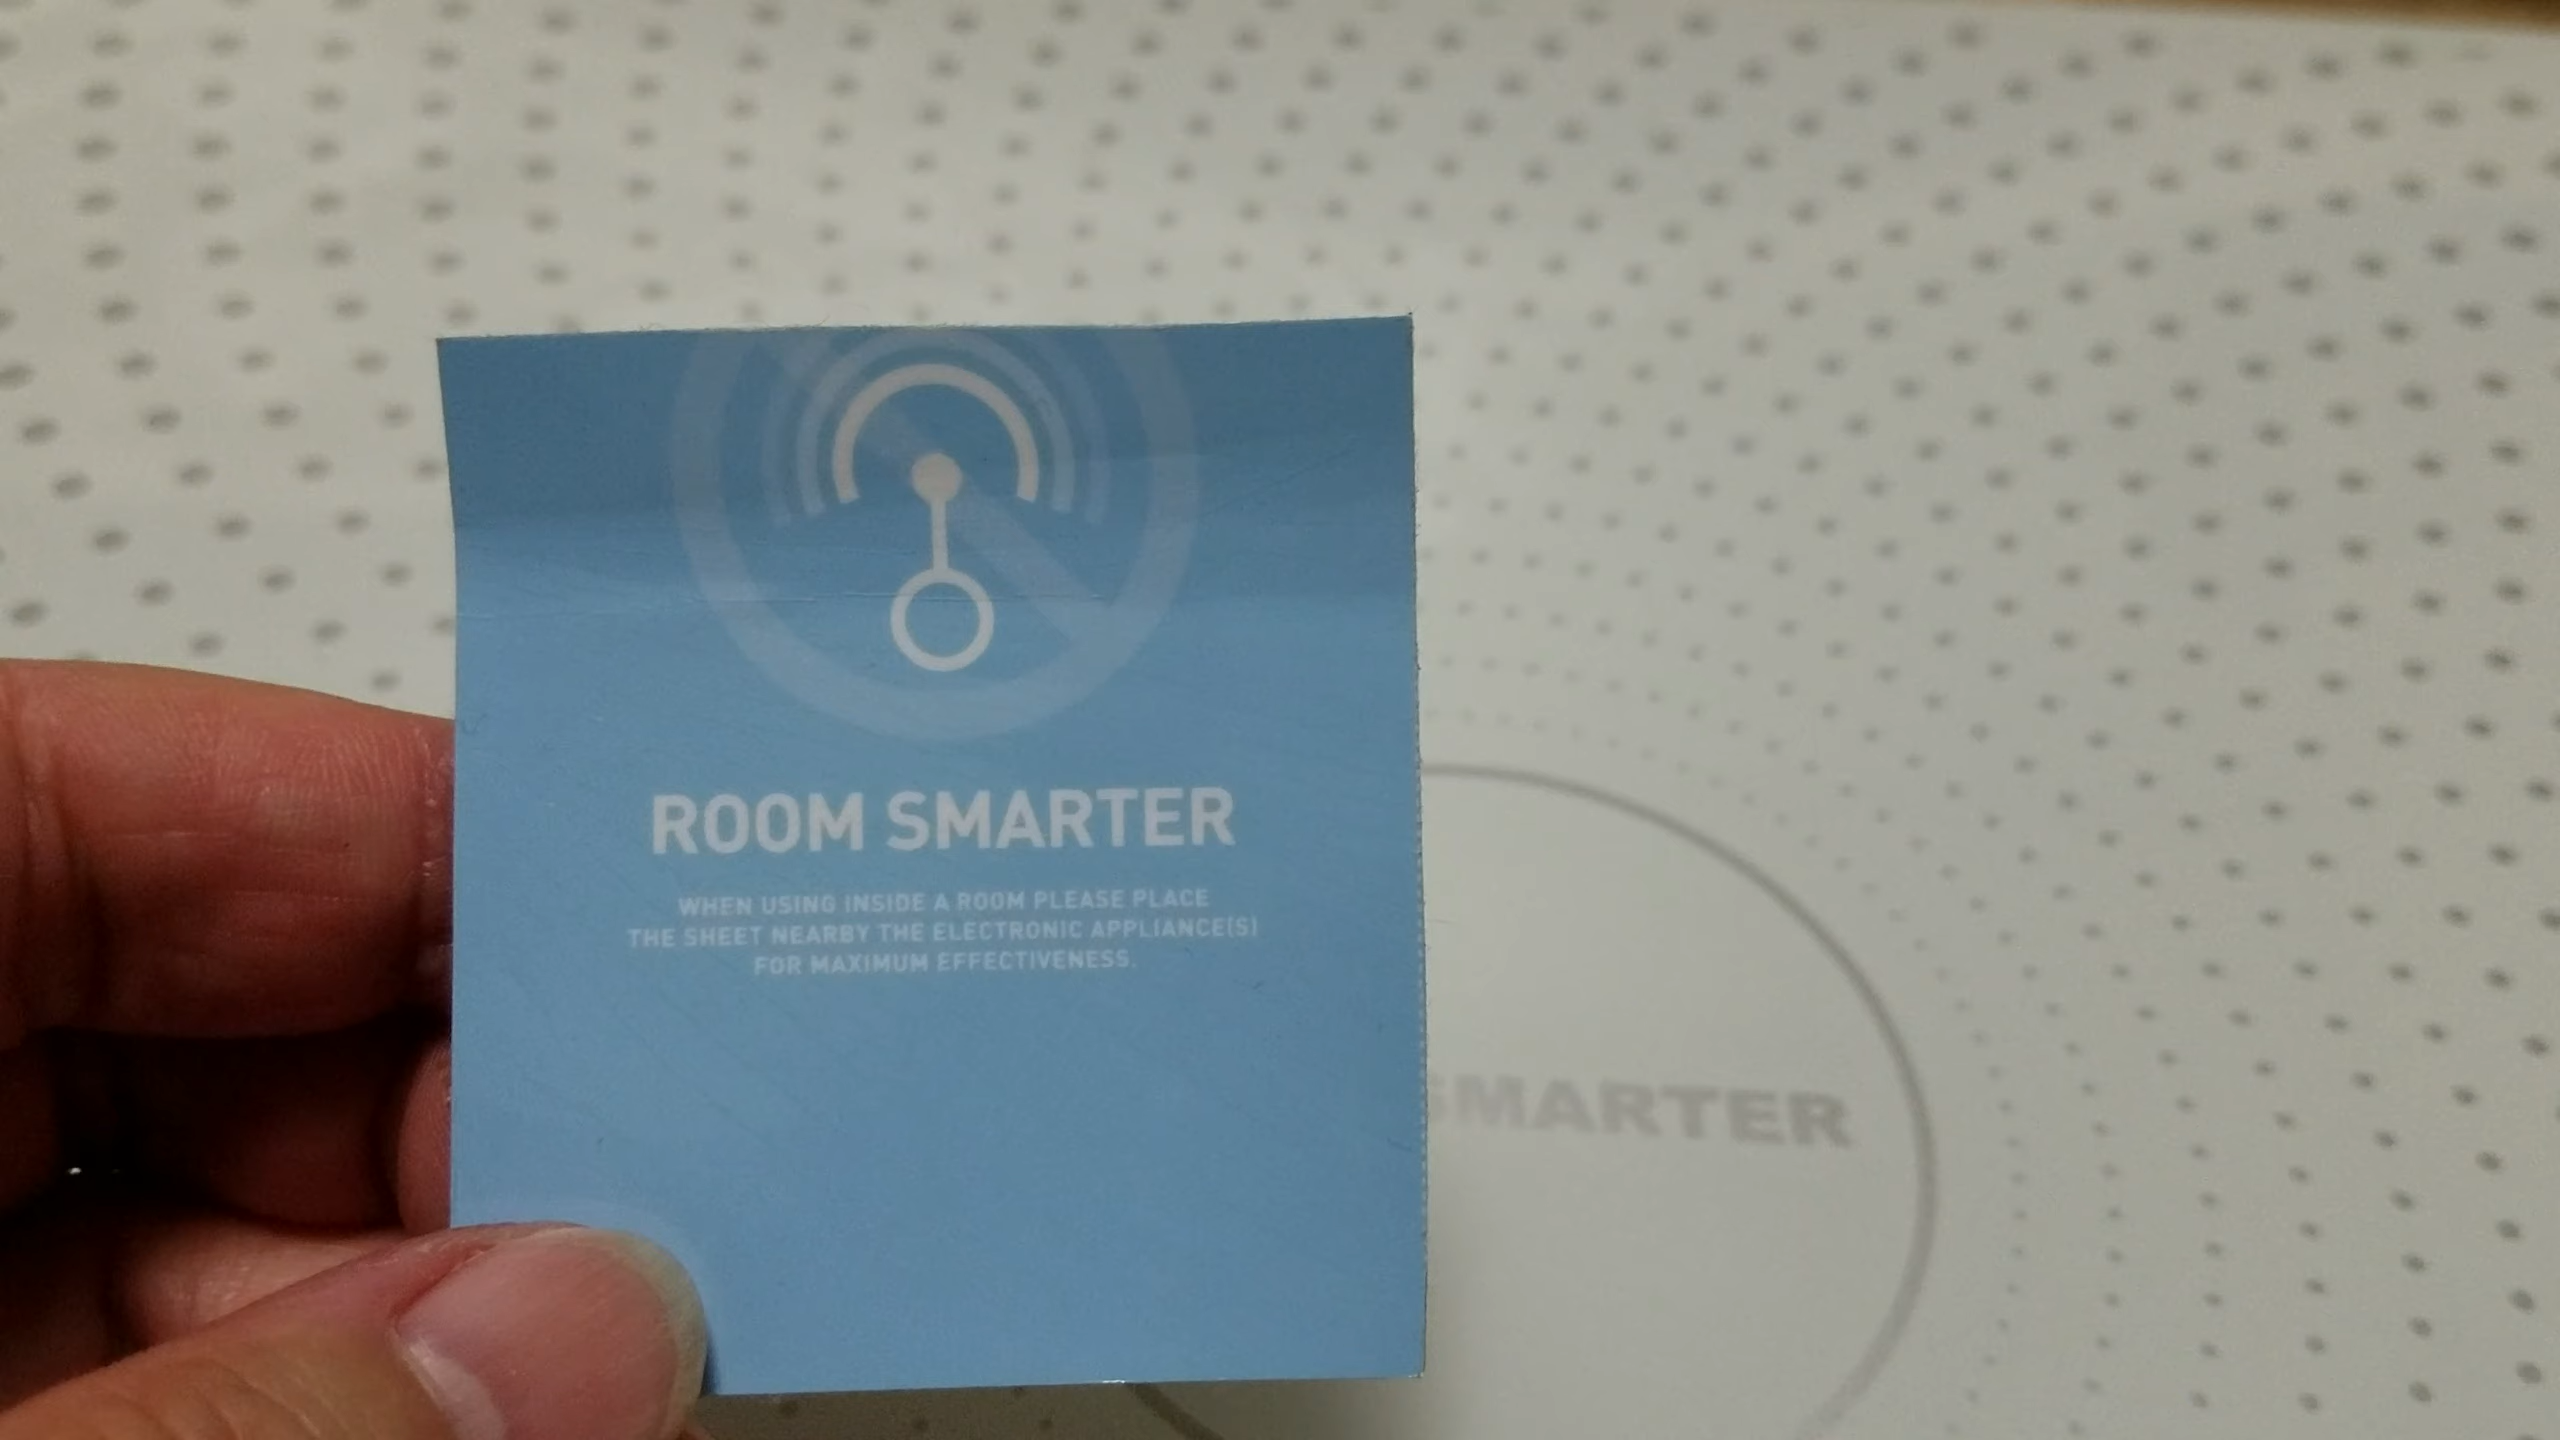 ROOM SMARTER
WHEN USING INSIDE A ROOM PLEASE PLACE
THE SHEET NEARBY THE ELECTRONIC APPLIANCE(S)
FOR MAXIMUM EFFECTIVENESS.
SMARTER